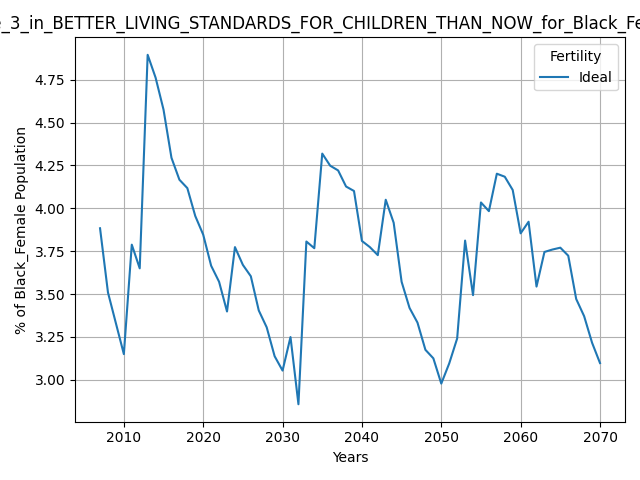 _3_in_BETTER_LIVING_STANDARDS_FOR_CHILDREN_THAN_NOW_for_Black_Fe
Fertility
Ideal
4.75
4.50
4.25
4.00
3.75
3.50
3.25
3.00
% of Black_Female Population
2010 2020 2030 2040 2050 2060 2070
Years